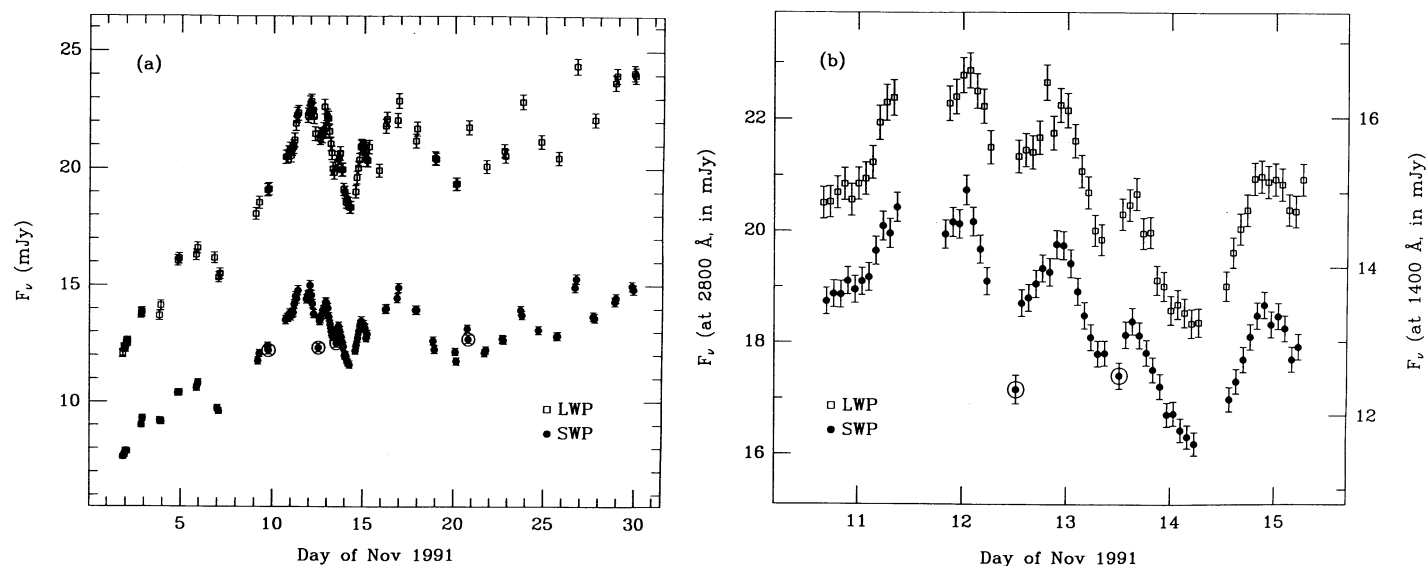 (a)
25
20
15
10
F_ν (mJy)
□ LWP
● SWP
5 10 15 20 25 30
Day of Nov 1991
(b)
22
20
18
16
F_ν (at 2800 Å, in mJy)
16
14
12
F_ν (at 1400 Å, in mJy)
□ LWP
● SWP
11 12 13 14 15
Day of Nov 1991